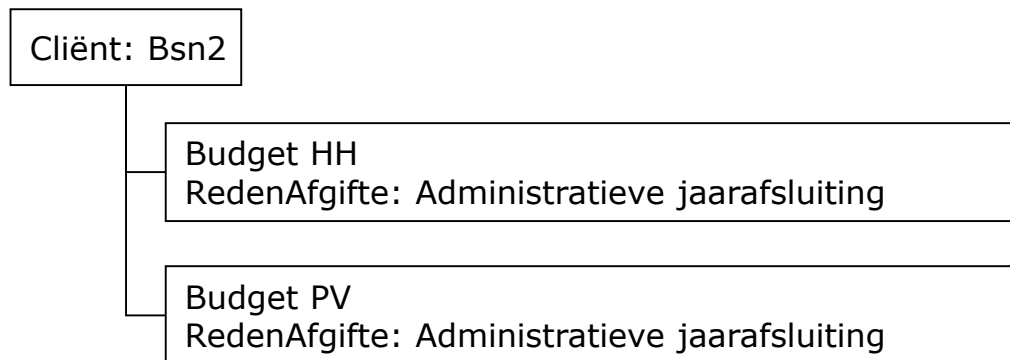 Cliënt: Bsn2
Budget HH
RedenAfgifte: Administratieve jaarafsluiting
Budget PV
RedenAfgifte: Administratieve jaarafsluiting